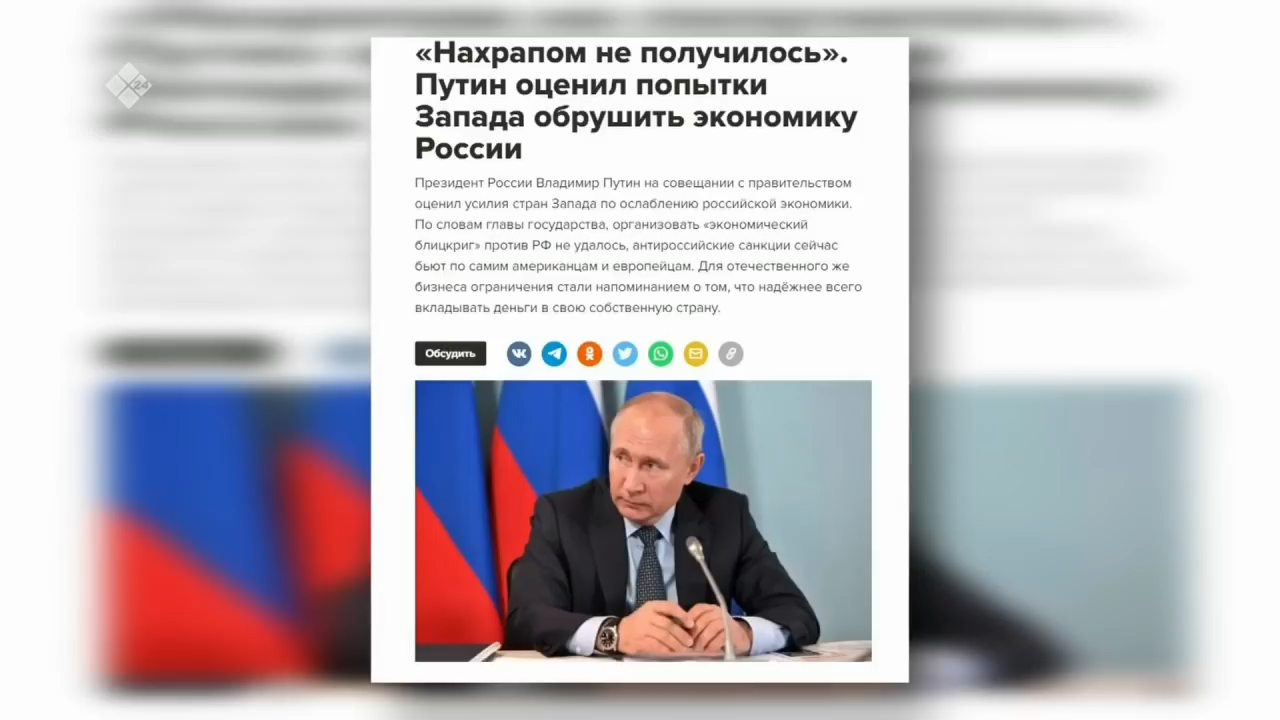 «Нахрапом не получилось».
Путин оценил попытки
Запада обрушить экономику
России
Президент России Владимир Путин на совещании с правительством
оценил усилия стран Запада по ослаблению российской экономики.
По словам главы государства, организовать «экономический
блицкриг» против РФ не удалось, антироссийские санкции сейчас
бьют по самим американцам и европейцам. Для отечественного же
бизнеса ограничения стали напоминанием о том, что надёжнее всего
вкладывать деньги в свою собственную страну.
Обсудить